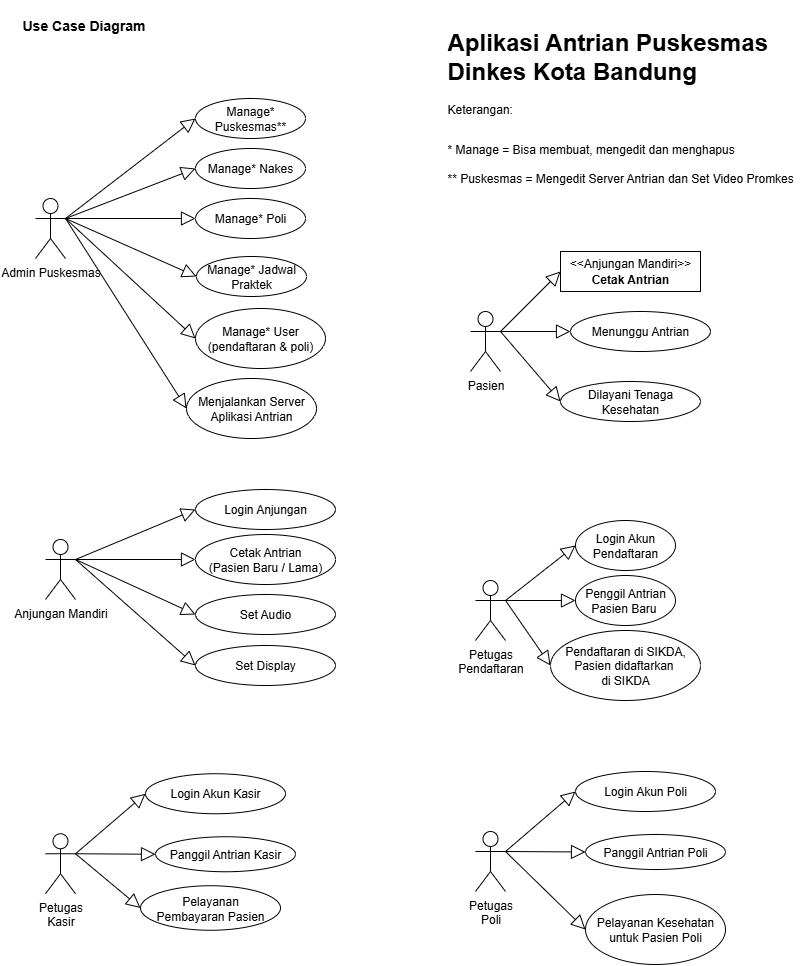 Use Case Diagram
Aplikasi Antrian Puskesmas
Dinkes Kota Bandung
Keterangan:
* Manage = Bisa membuat, mengedit dan menghapus
** Puskesmas = Mengedit Server Antrian dan Set Video Promkes
Manage*
Puskesmas**
Manage* Nakes
Manage* Poli
Manage* Jadwal
Praktek
Manage* User
(pendaftaran & poli)
Menjalankan Server
Aplikasi Antrian
Admin Puskesmas
<<Anjungan Mandiri>>
Cetak Antrian
Menunggu Antrian
Dilayani Tenaga
Kesehatan
Pasien
Login Anjungan
Cetak Antrian
(Pasien Baru / Lama)
Set Audio
Set Display
Anjungan Mandiri
Login Akun
Pendaftaran
Penggil Antrian
Pasien Baru
Pendaftaran di SIKDA,
Pasien didaftarkan
di SIKDA
Petugas
Pendaftaran
Login Akun Kasir
Panggil Antrian Kasir
Pelayanan
Pembayaran Pasien
Petugas
Kasir
Login Akun Poli
Panggil Antrian Poli
Pelayanan Kesehatan
untuk Pasien Poli
Petugas
Poli